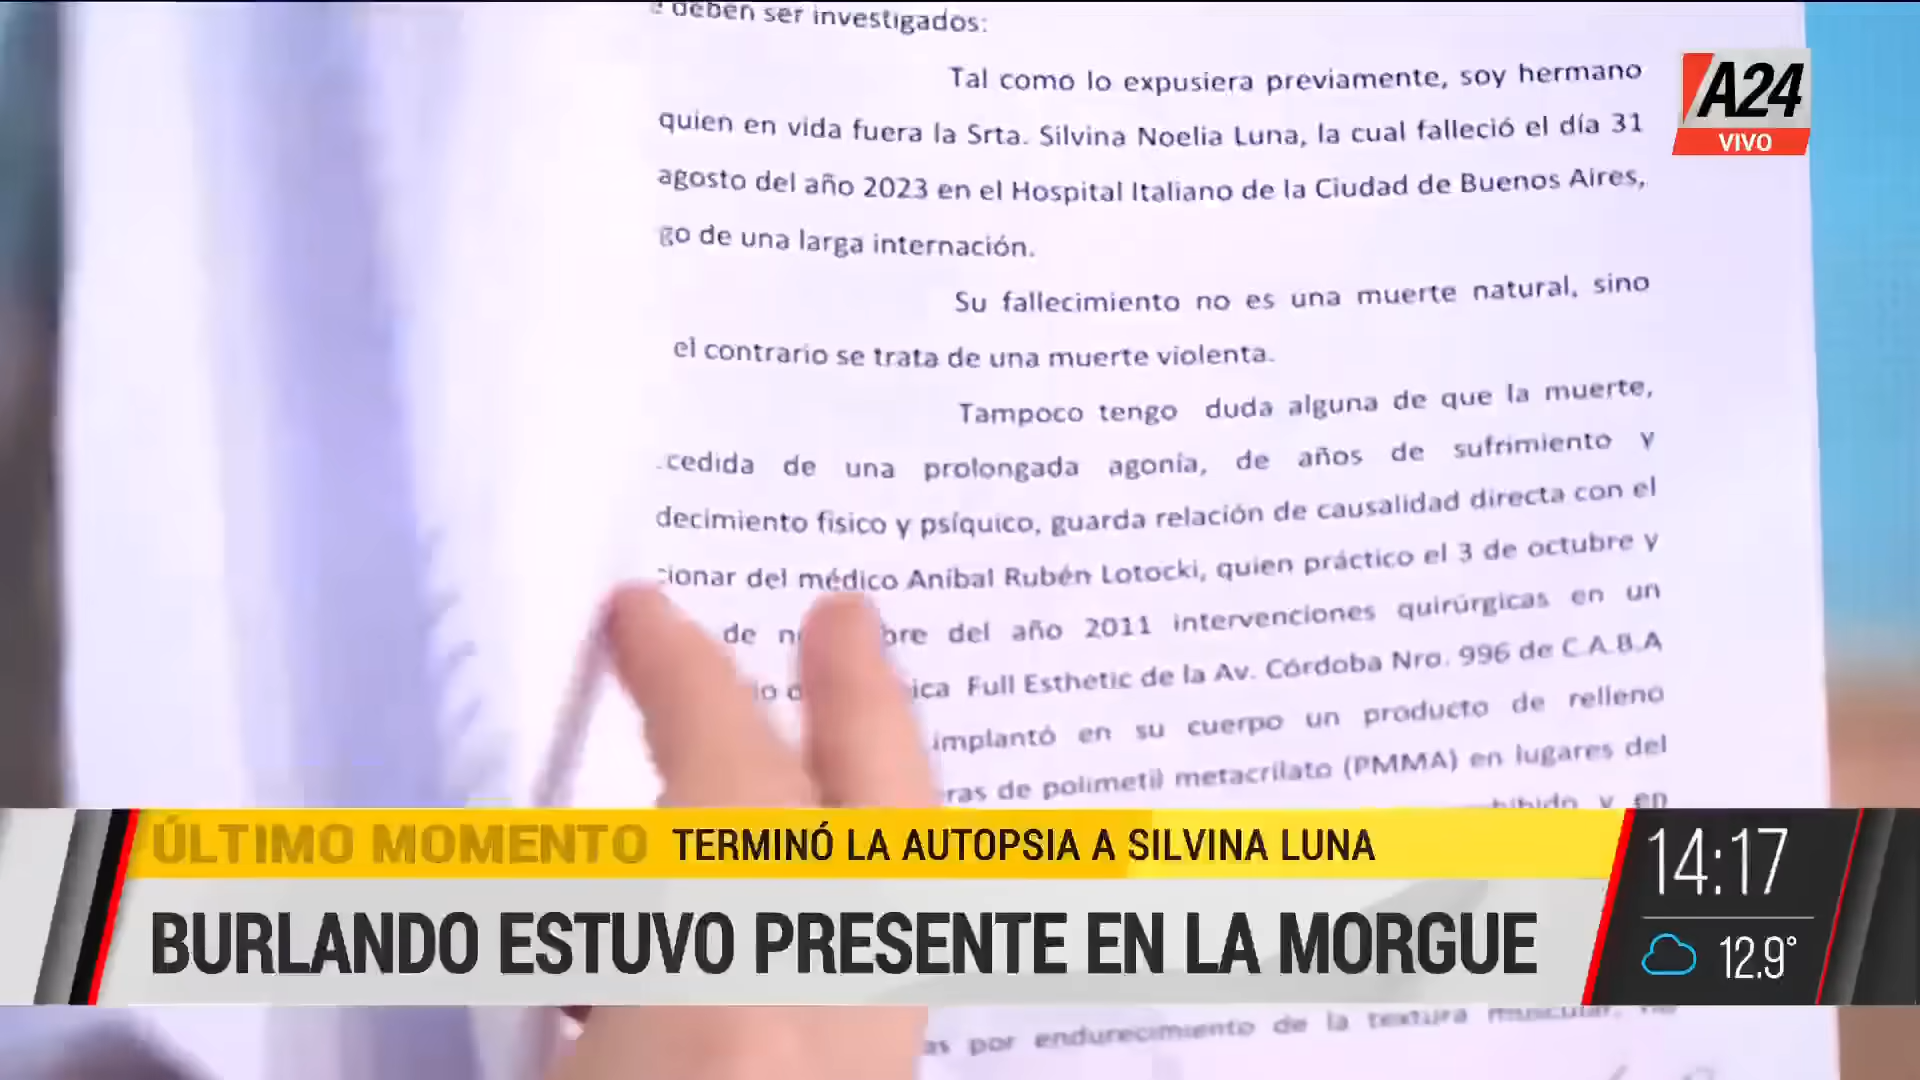 deben ser investigados:
Tal como lo expusiera previamente, soy hermano
quien en vida fuera la Srta. Silvina Noelia Luna, la cual falleció el día 31
agosto del año 2023 en el Hospital Italiano de la Ciudad de Buenos Aires,
go de una larga internación.
Su fallecimiento no es una muerte natural, sino
el contrario se trata de una muerte violenta.
Tampoco tengo duda alguna de que la muerte,
cedida de una prolongada agonía, de años de sufrimiento y
decimiento fisico y psíquico, guarda relación de causalidad directa con el
cionar del médico Aníbal Rubén Lotocki, quien práctico el 3 de octubre y
de bre del año 2011 intervenciones quirúrgicas en un
io ica Full Esthetic de la Av. Córdoba Nro. 996 de C.A.B.A
implantó en su cuerpo un producto de relleno
ras de polimetil metacrilato (PMMA) en lugares del
y en
as por endurecimiento de la textura muscular,
A24
VIVO
ÚLTIMO MOMENTO TERMINÓ LA AUTOPSIA A SILVINA LUNA
BURLANDO ESTUVO PRESENTE EN LA MORGUE
14:17
12.9°